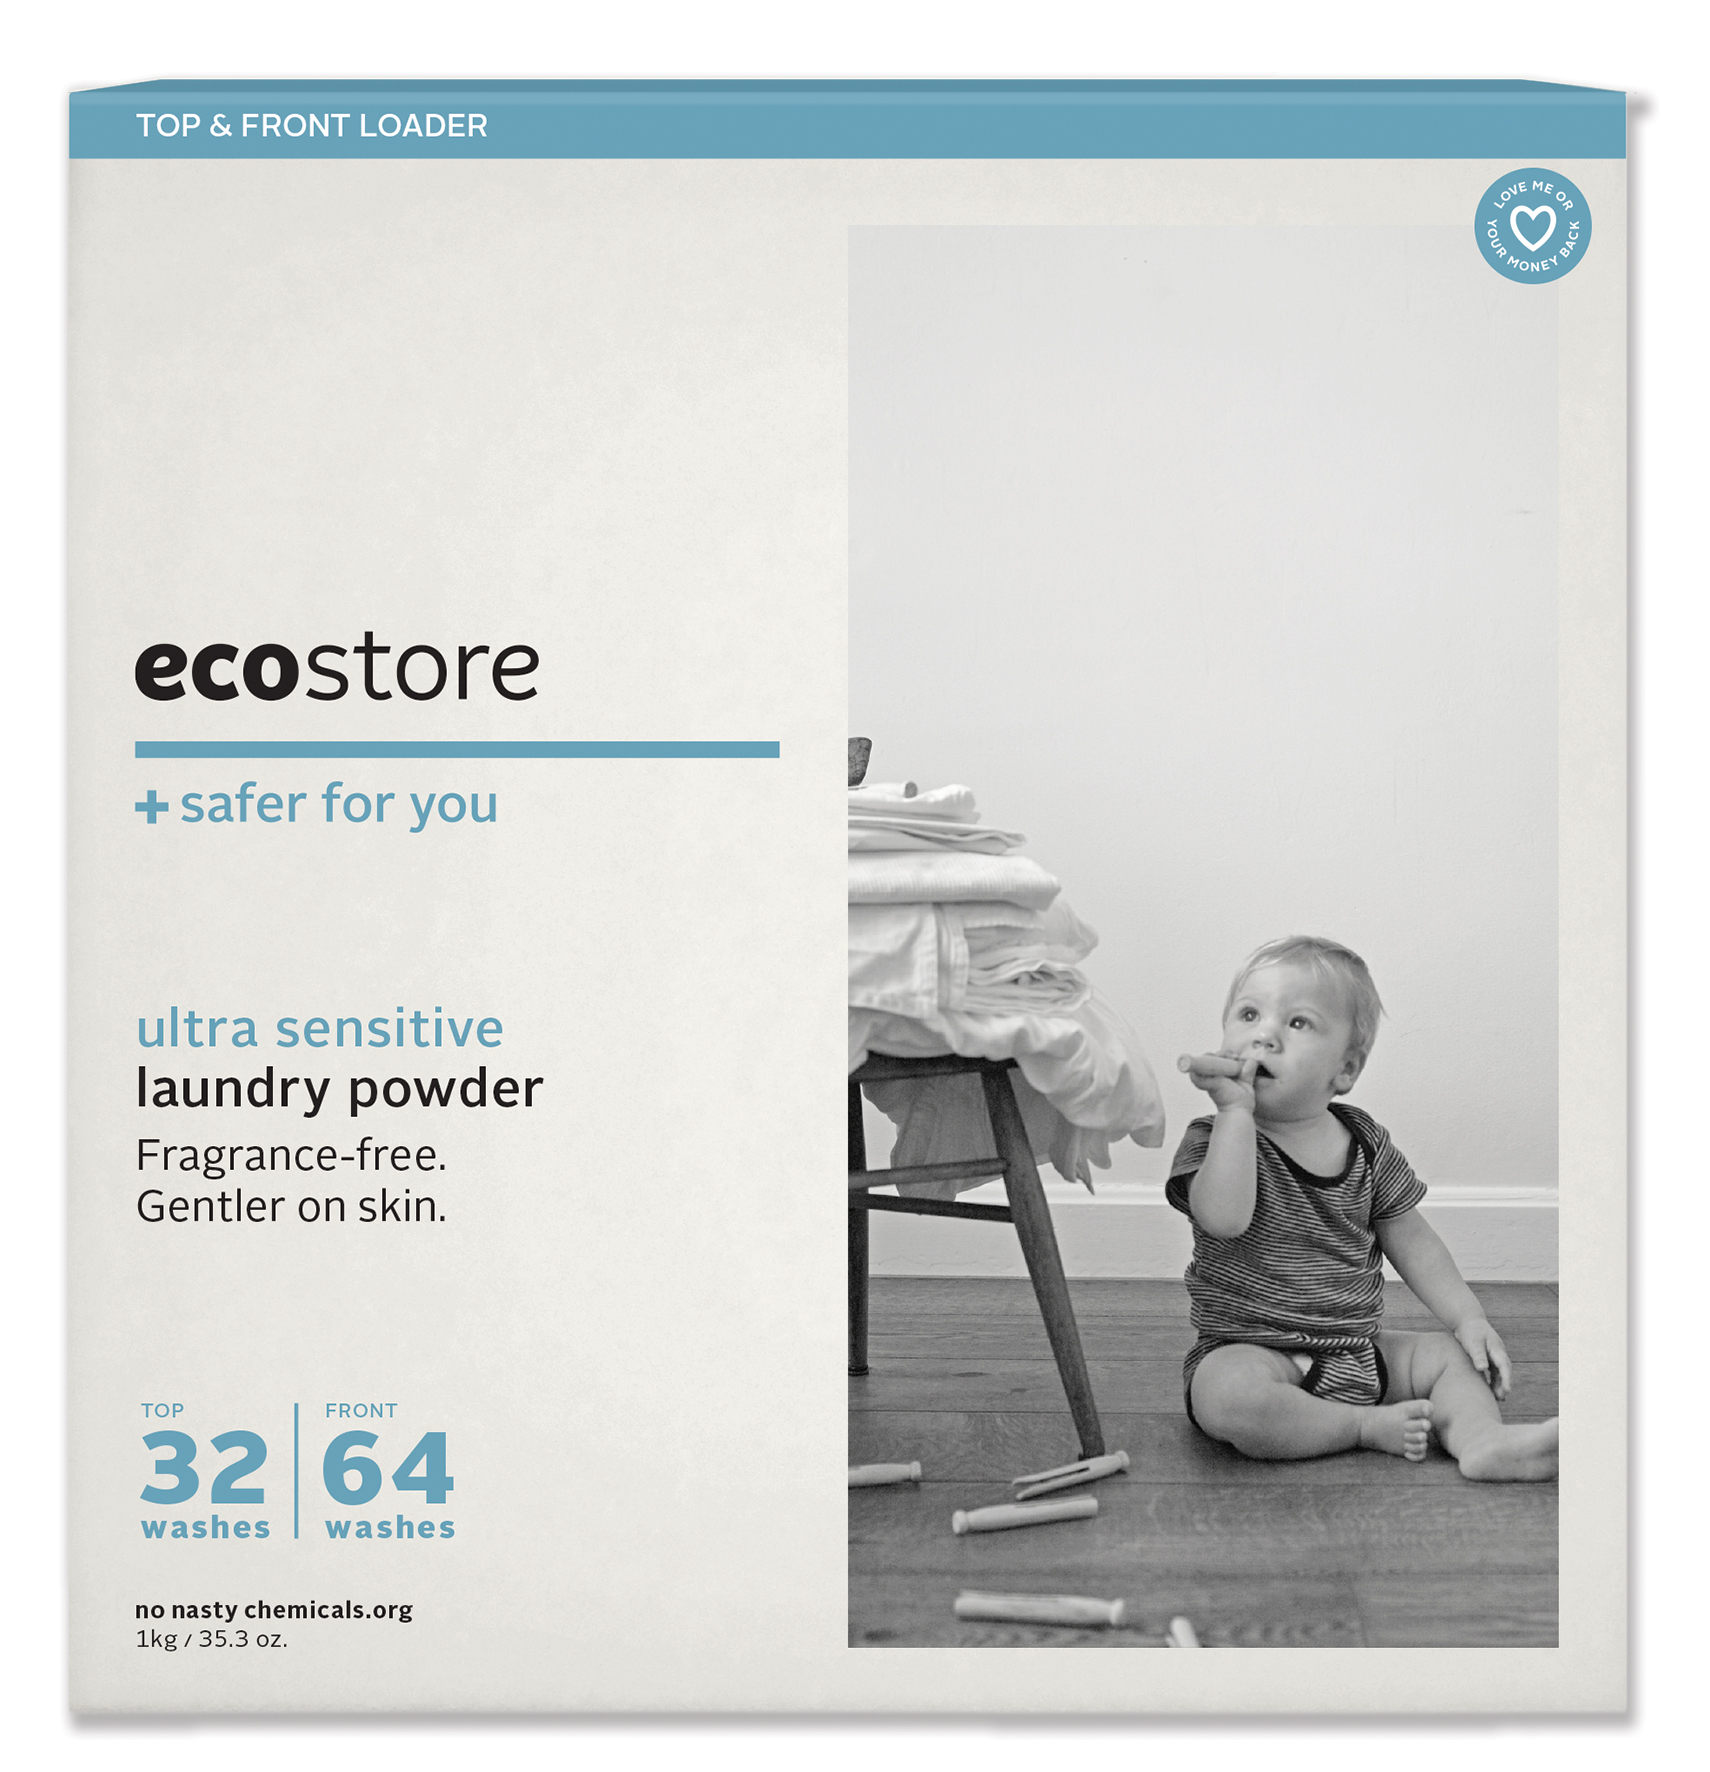 TOP & FRONT LOADER
LOVE ME OR
YOUR MONEY BACK
ecostore
+ safer for you
ultra sensitive
laundry powder
Fragrance-free.
Gentler on skin.
TOP
32
washes
FRONT
64
washes
no nasty chemicals.org
1kg / 35.3 oz.